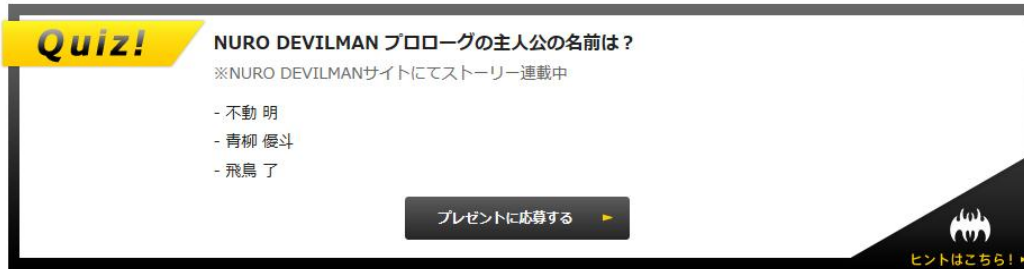 Quiz!
NURO DEVILMAN プロローグの主人公の名前は？
※NURO DEVILMANサイトにてストーリー連載中
- 不動 明
- 青柳 優斗
- 飛鳥 了
プレゼントに応募する
ヒントはこちら！